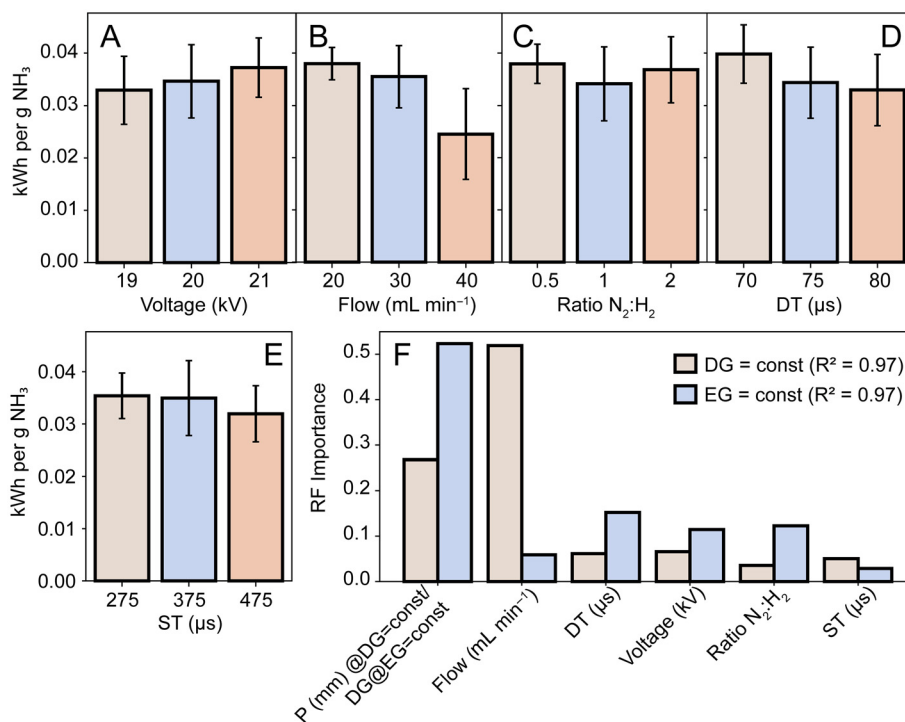 A
B
C
D
0.04
0.03
0.02
0.01
0.00
kWh per g NH₃
19 20 21
Voltage (kV)
20 30 40
Flow (mL min⁻¹)
0.5 1 2
Ratio N₂:H₂
70 75 80
DT (µs)
E
0.04
0.03
0.02
0.01
0.00
kWh per g NH₃
275 375 475
ST (µs)
F
0.5
0.4
0.3
0.2
0.1
0.0
RF Importance
DG = const (R² = 0.97)
EG = const (R² = 0.97)
P (mm) @DG=const/
DG@EG=const
Flow (mL min⁻¹)
DT (µs)
Voltage (kV)
Ratio N₂:H₂
ST (µs)